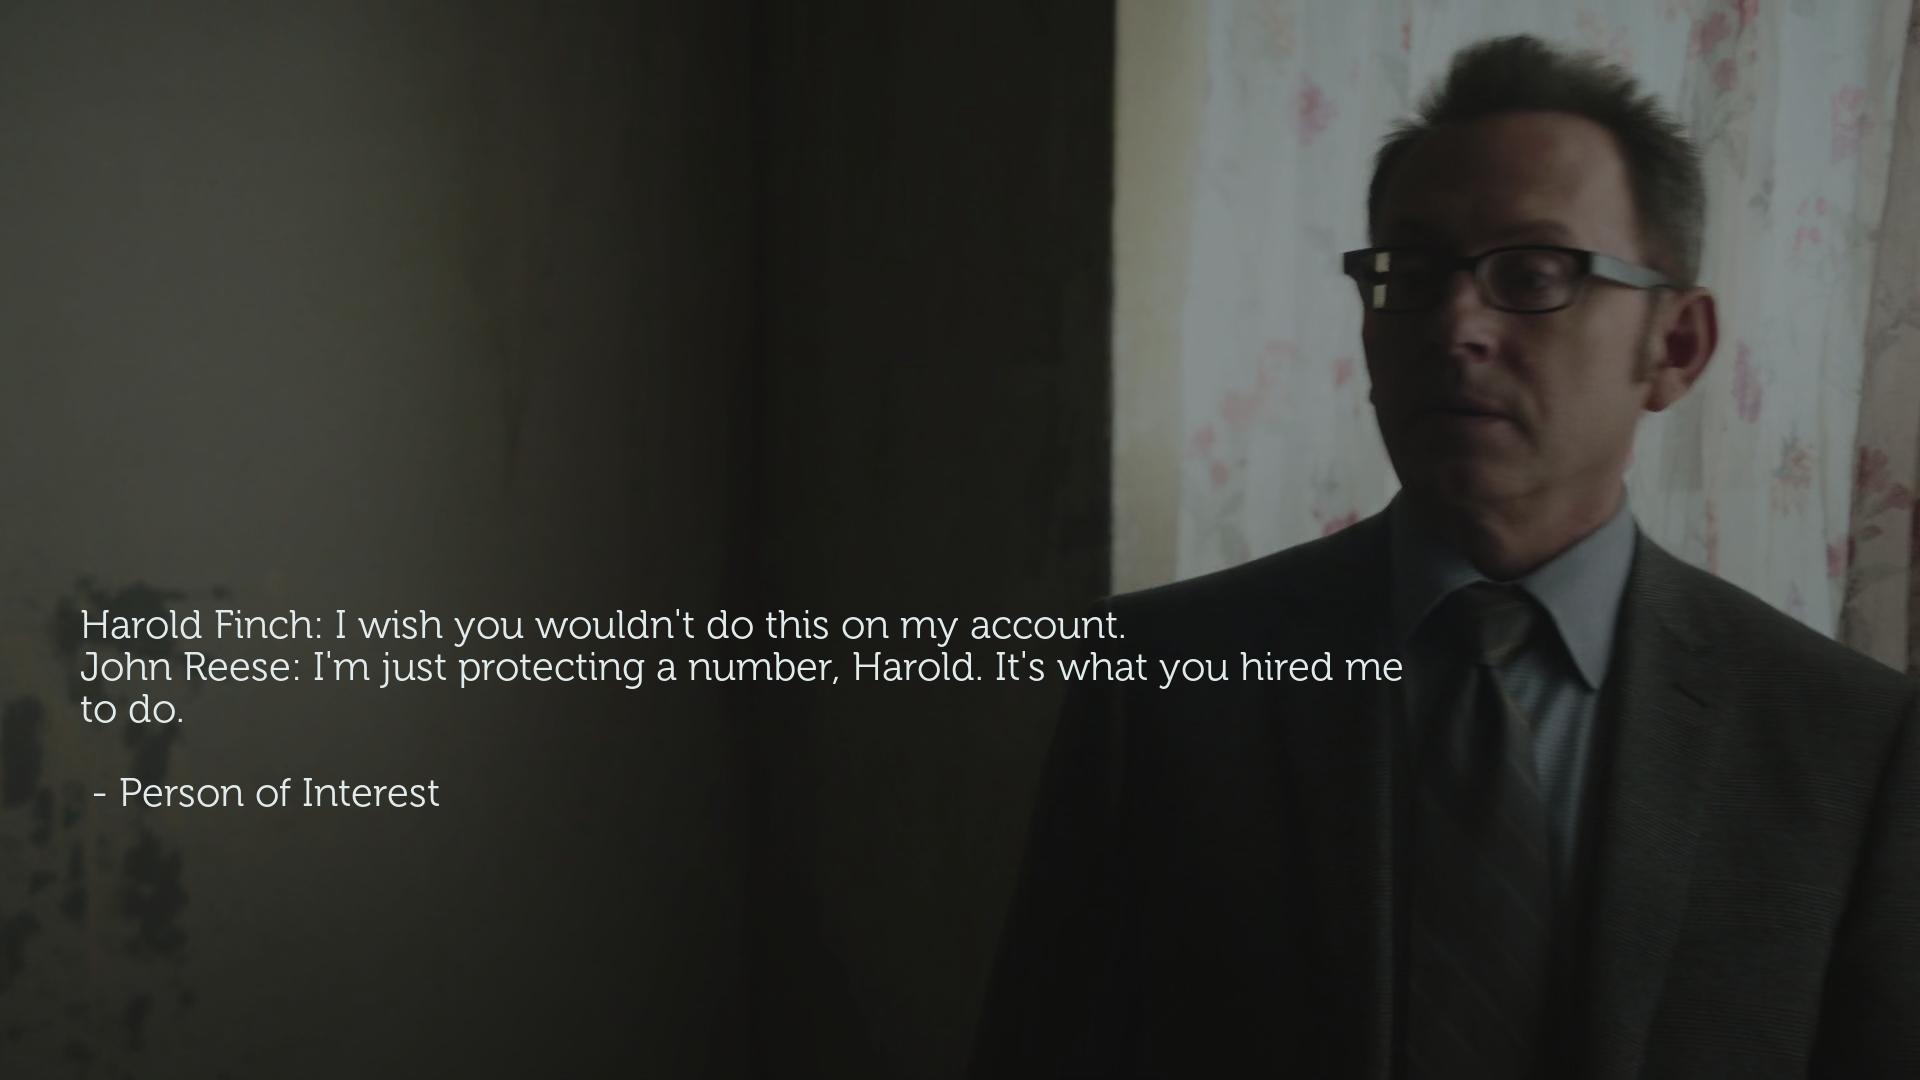 Harold Finch: I wish you wouldn't do this on my account.
John Reese: I'm just protecting a number, Harold. It's what you hired me
to do.
- Person of Interest